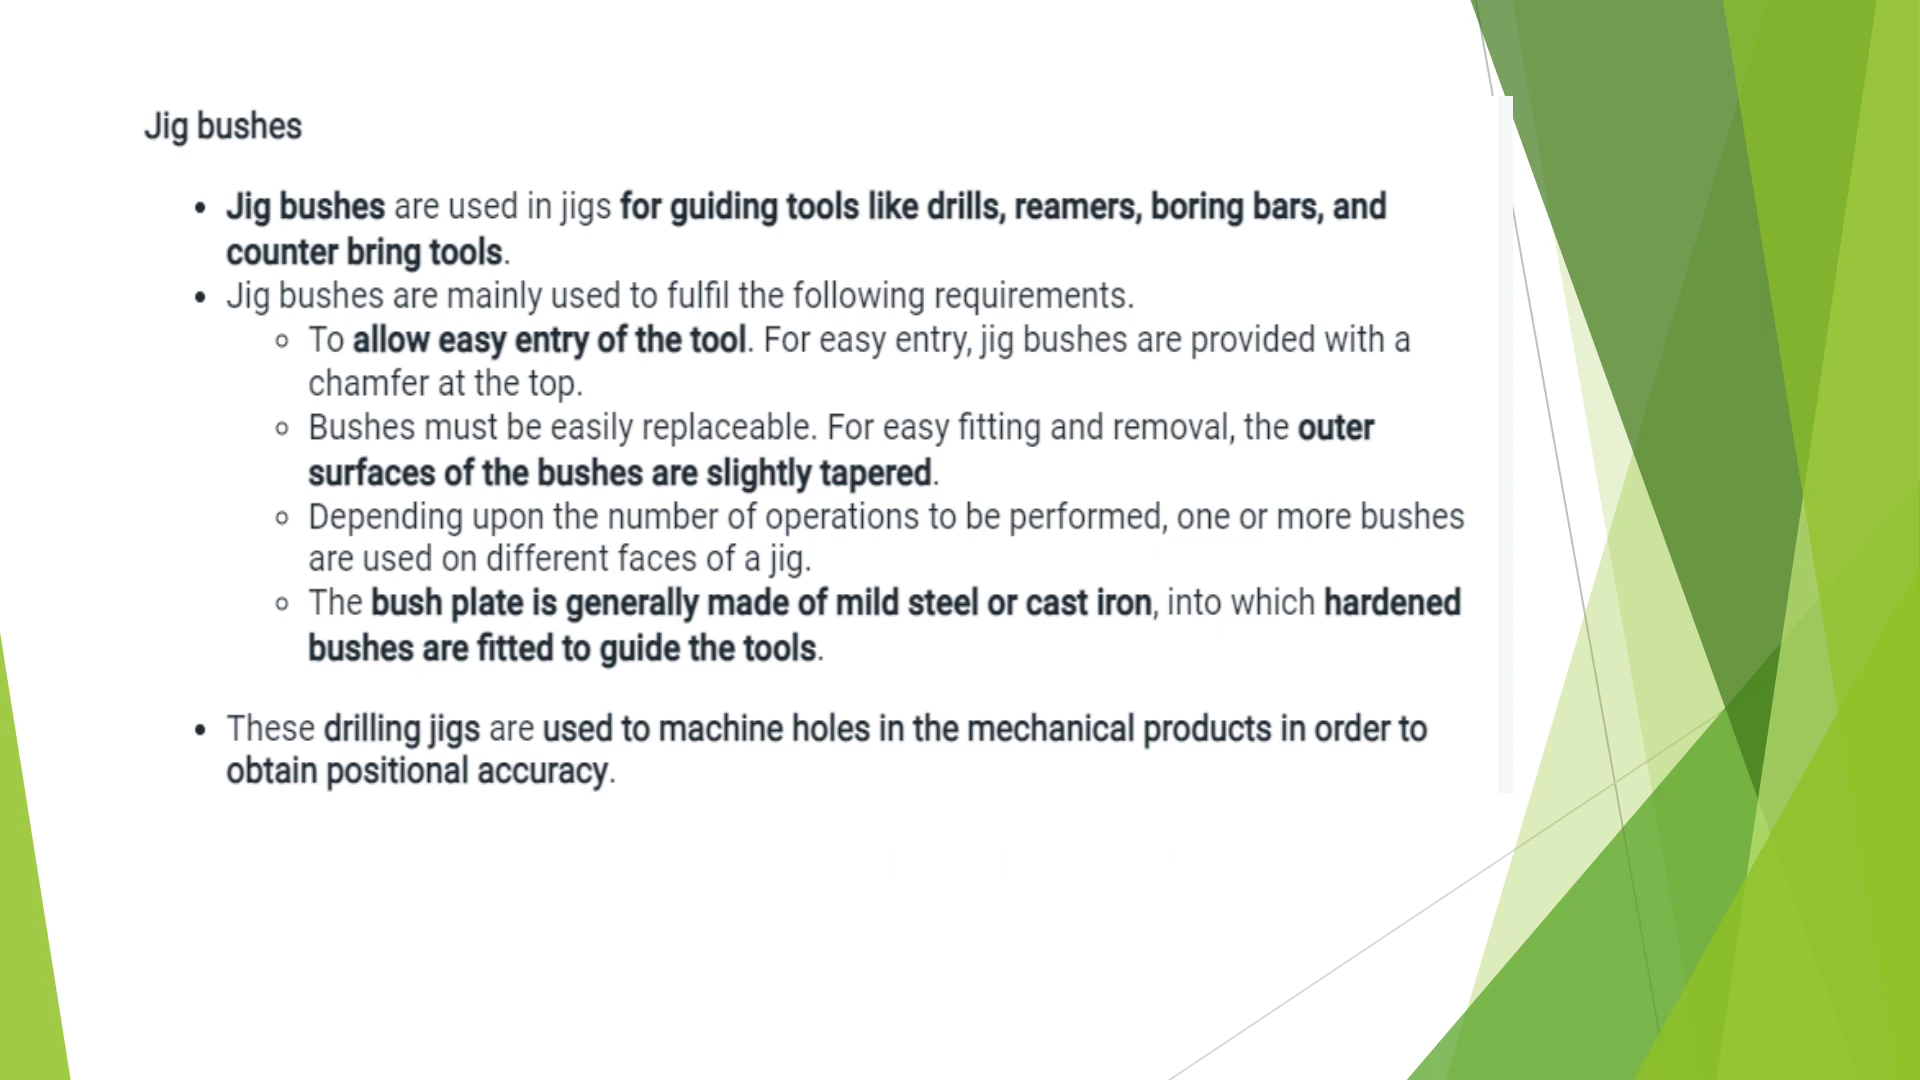 Jig bushes
• Jig bushes are used in jigs for guiding tools like drills, reamers, boring bars, and
counter bring tools.
• Jig bushes are mainly used to fulfil the following requirements.
○ To allow easy entry of the tool. For easy entry, jig bushes are provided with a
chamfer at the top.
○ Bushes must be easily replaceable. For easy fitting and removal, the outer
surfaces of the bushes are slightly tapered.
○ Depending upon the number of operations to be performed, one or more bushes
are used on different faces of a jig.
○ The bush plate is generally made of mild steel or cast iron, into which hardened
bushes are fitted to guide the tools.
• These drilling jigs are used to machine holes in the mechanical products in order to
obtain positional accuracy.